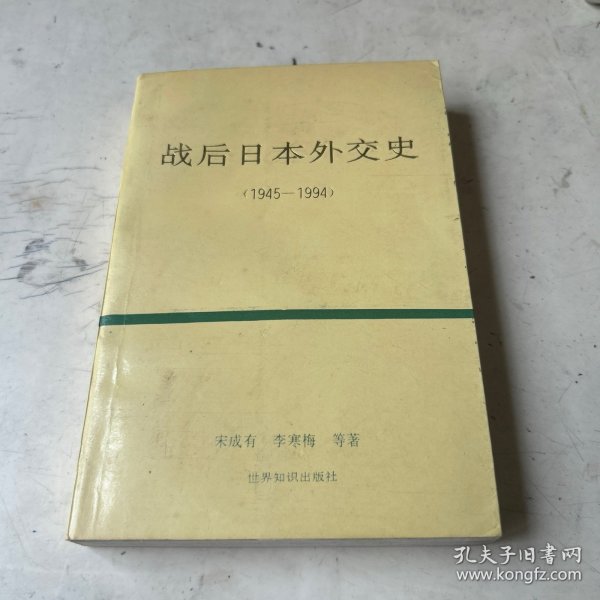 战后日本外交史
(1945—1994)
宋成有 李寒梅 等著
世界知识出版社
孔夫子旧书网
www.kongfz.com